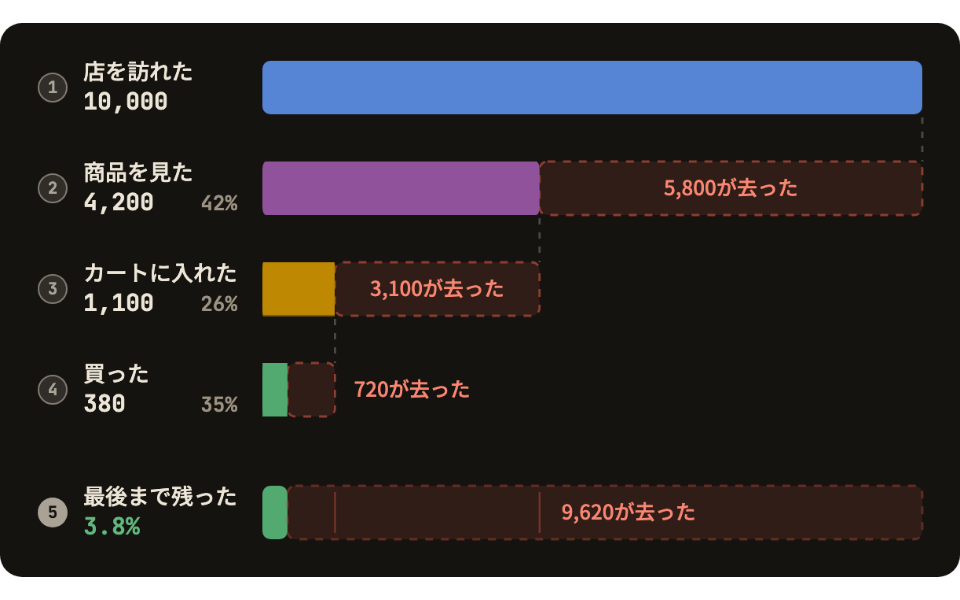 1
店を訪れた
10,000
2
商品を見た
4,200 42%
5,800が去った
3
カートに入れた
1,100 26%
3,100が去った
4
買った
380 35%
720が去った
5
最後まで残った
3.8%
9,620が去った